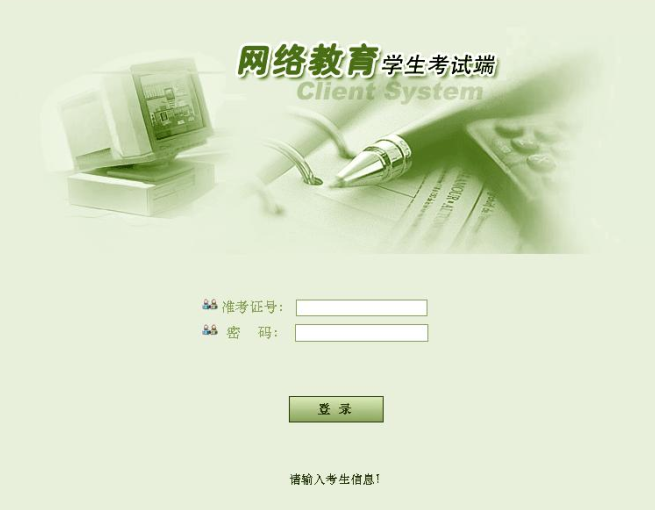 网络教育学生考试端
Client System
准考证号:
密 码:
登 录
请输入考生信息!